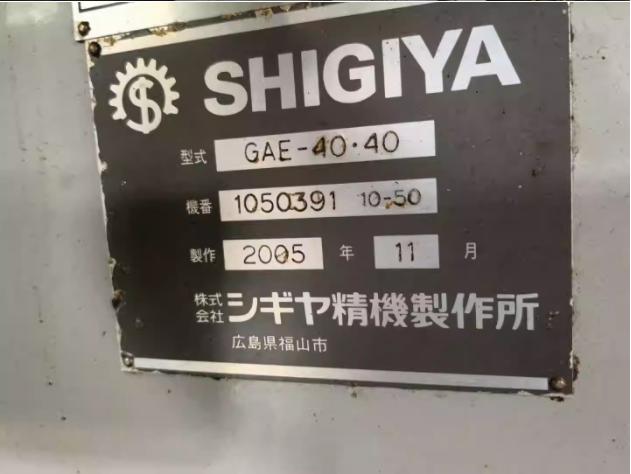 SHIGIYA
型式 GAE-40・40
機番 1050391 10-50
製作 2005 年 11 月
株式会社 シギヤ精機製作所
広島県福山市